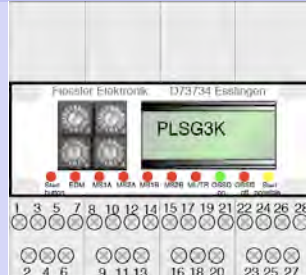 Fiessler Elektronik D73734 Esslingen
PLSG3K
Start button EDM MS1A MS2A MS1B MS2B MU/TR OSSD on OSSD off Start possible
1 3 5 7 8 10 12 14 15 17 19 21 22 24 26 28
2 4 6 9 11 13 16 18 20 23 25 27